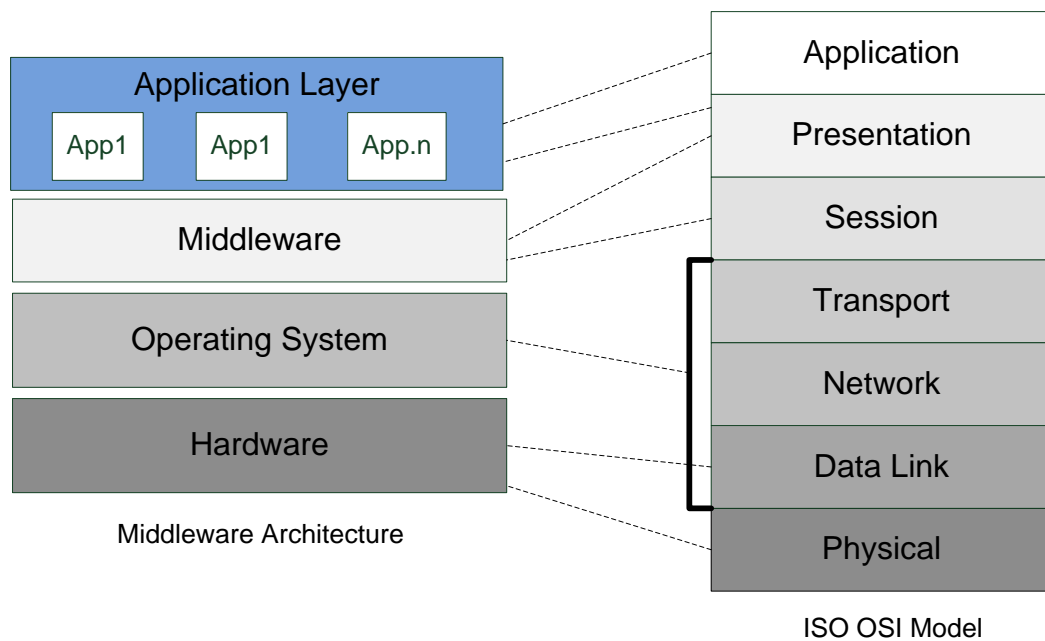 Application Layer
App1
App1
App.n
Middleware
Operating System
Hardware
Middleware Architecture
Application
Presentation
Session
Transport
Network
Data Link
Physical
ISO OSI Model